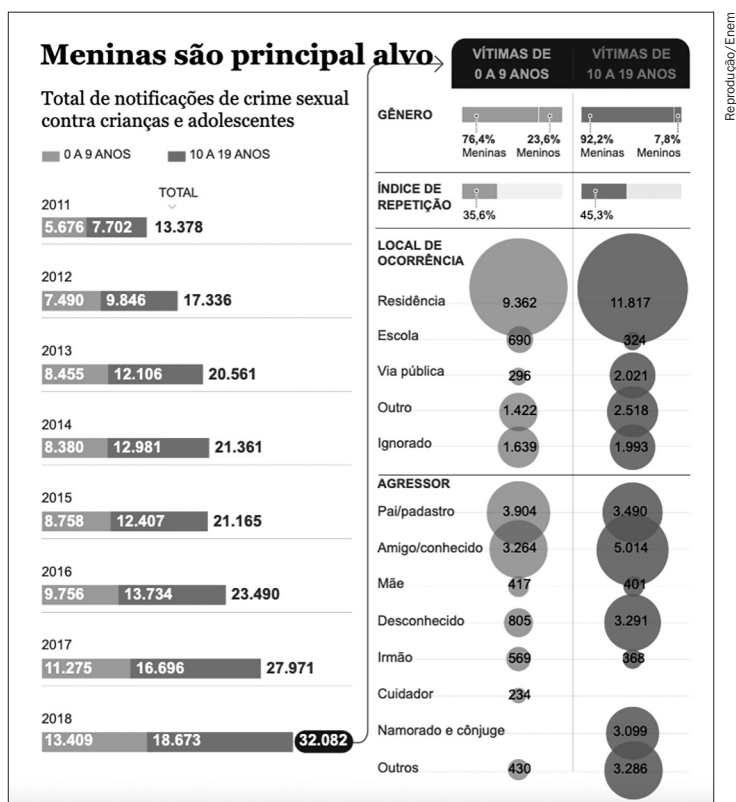 Meninas são principal alvo
Total de notificações de crime sexual
contra crianças e adolescentes
0 A 9 ANOS 10 A 19 ANOS
TOTAL
2011
5.676 7.702 13.378
2012
7.490 9.846 17.336
2013
8.455 12.106 20.561
2014
8.380 12.981 21.361
2015
8.758 12.407 21.165
2016
9.756 13.734 23.490
2017
11.275 16.696 27.971
2018
13.409 18.673 32.082
VÍTIMAS DE
0 A 9 ANOS
VÍTIMAS DE
10 A 19 ANOS
GÊNERO
76,4% 23,6% 92,2% 7,8%
Meninas Meninos Meninas Meninos
ÍNDICE DE
REPETIÇÃO
35,6% 45,3%
LOCAL DE
OCORRÊNCIA
Residência 9.362 11.817
Escola 690 324
Via pública 296 2.021
Outro 1.422 2.518
Ignorado 1.639 1.993
AGRESSOR
Pai/padastro 3.904 3.490
Amigo/conhecido 3.264 5.014
Mãe 417 401
Desconhecido 805 3.291
Irmão 569 368
Cuidador 234
Namorado e cônjuge 3.099
Outros 430 3.286
Reprodução/Enem